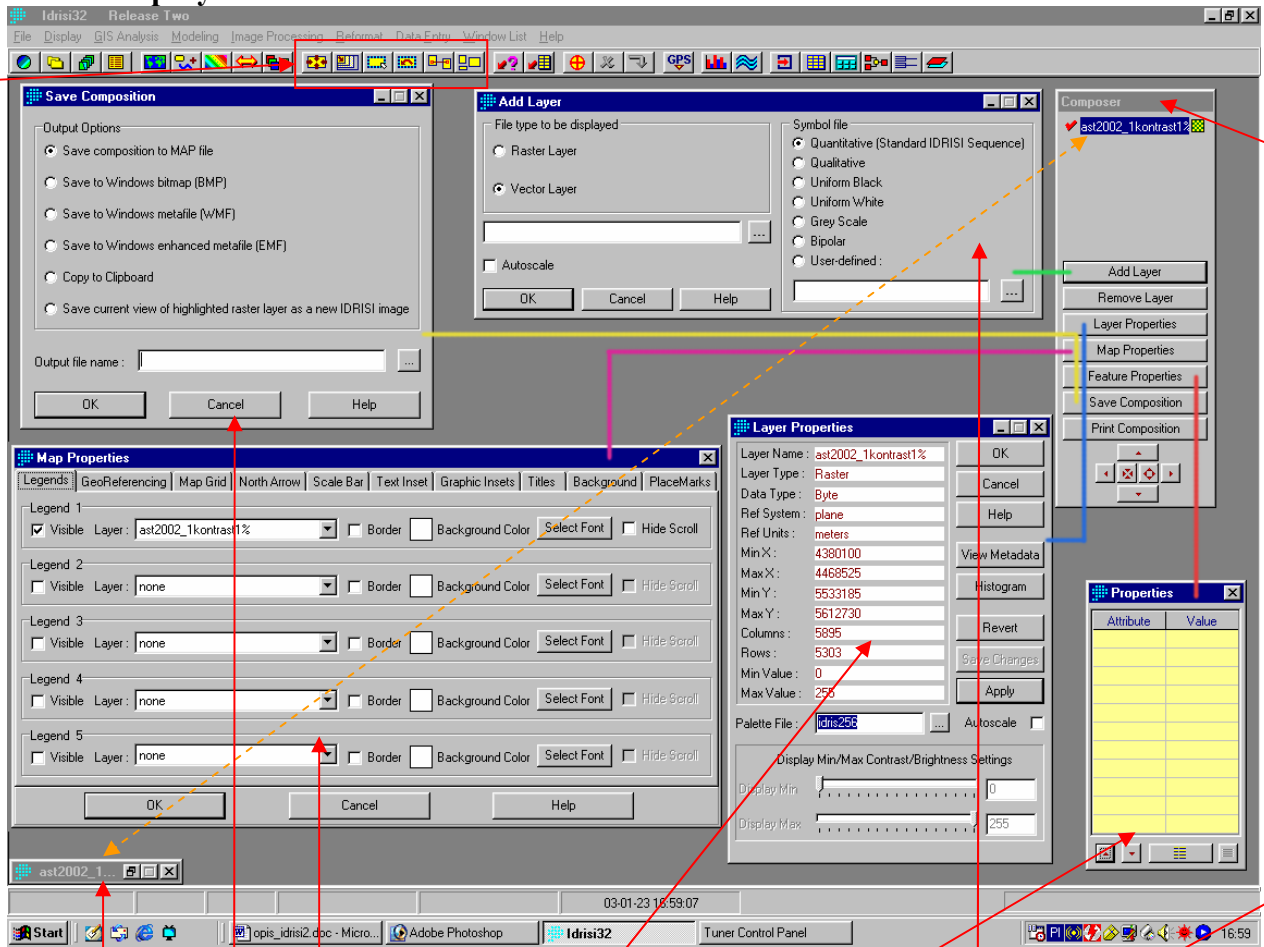 Idrisi32 Release Two
File Display GIS Analysis Modeling Image Processing Reformat Data Entry Window List Help
GPS
Save Composition
Output Options
Save composition to MAP file
Save to Windows bitmap (BMP)
Save to Windows metafile (WMF)
Save to Windows enhanced metafile (EMF)
Copy to Clipboard
Save current view of highlighted raster layer as a new IDRISI image
Output file name :
...
OK Cancel Help
Add Layer
File type to be displayed
Raster Layer
Vector Layer
...
Autoscale
OK Cancel Help
Symbol file
Quantitative (Standard IDRISI Sequence)
Qualitative
Uniform Black
Uniform White
Grey Scale
Bipolar
User-defined :
...
Composer
ast2002_1kontrast1%
Add Layer
Remove Layer
Layer Properties
Map Properties
Feature Properties
Save Composition
Print Composition
Map Properties
Legends GeoReferencing Map Grid North Arrow Scale Bar Text Inset Graphic Insets Titles Background PlaceMarks
Legend 1
Visible Layer : ast2002_1kontrast1% Border Background Color Select Font Hide Scroll
Legend 2
Visible Layer : none Border Background Color Select Font Hide Scroll
Legend 3
Visible Layer : none Border Background Color Select Font Hide Scroll
Legend 4
Visible Layer : none Border Background Color Select Font Hide Scroll
Legend 5
Visible Layer : none Border Background Color Select Font Hide Scroll
OK Cancel Help
Layer Properties
Layer Name : ast2002_1kontrast1%
Layer Type : Raster
Data Type : Byte
Ref System : plane
Ref Units : meters
Min X : 4380100
Max X : 4468525
Min Y : 5533185
Max Y : 5612730
Columns : 5895
Rows : 5303
Min Value : 0
Max Value : 255
OK
Cancel
Help
View Metadata
Histogram
Revert
Save Changes
Apply
Palette File : idris256 ... Autoscale
Display Min/Max Contrast/Brightness Settings
Display Min 0
Display Max 255
Properties
Attribute Value
ast2002_1...
03-01-23 16:59:07
Start opis_idrisi2.doc - Micro... Adobe Photoshop Idrisi32 Tuner Control Panel Pl 16:59